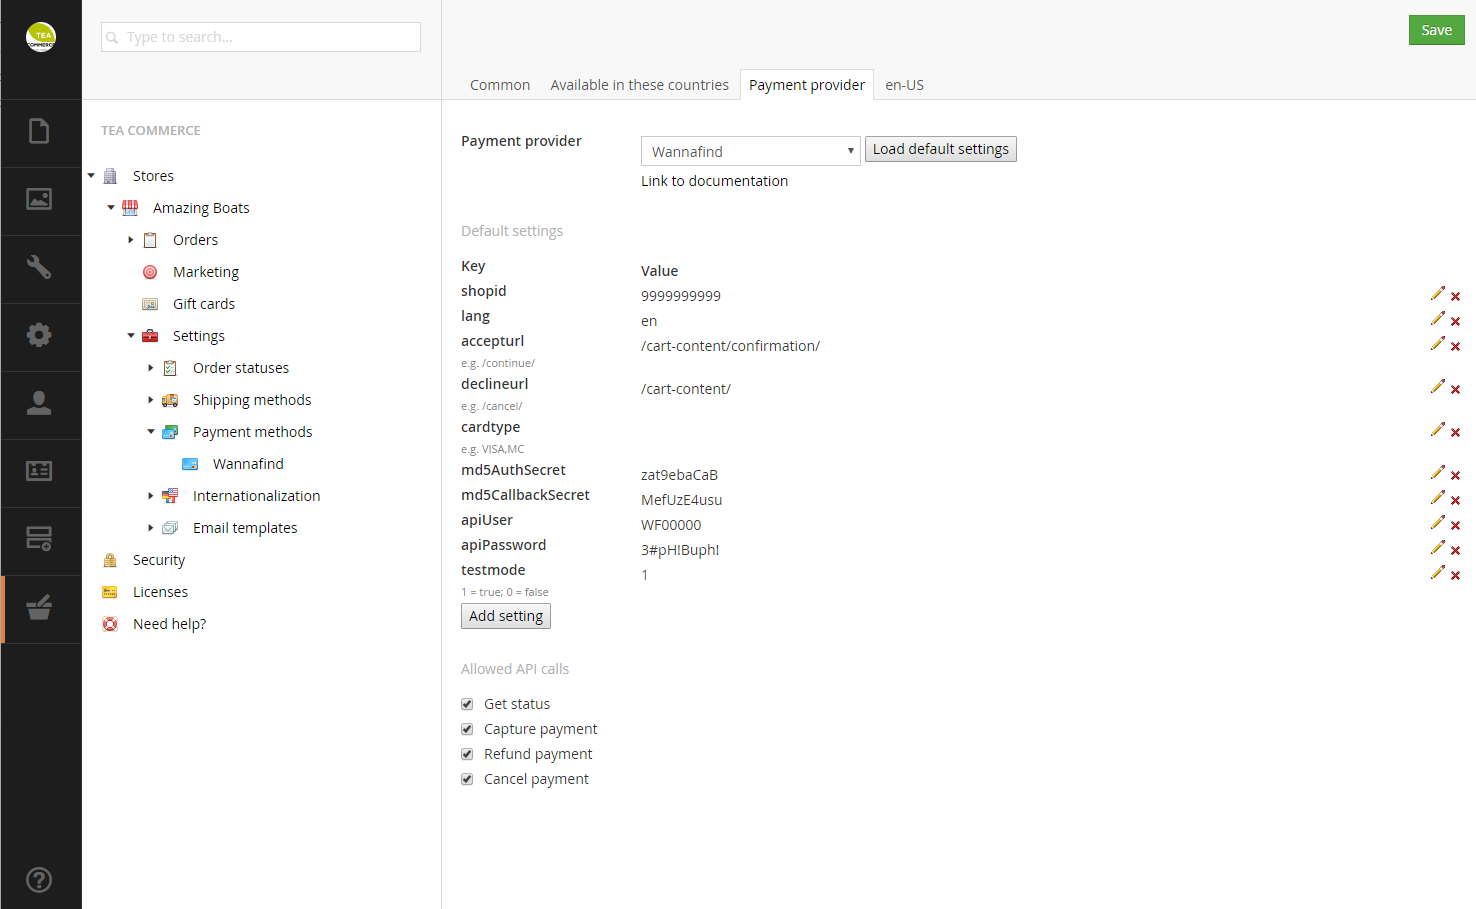 TEA
COMMERCE
Type to search...
Save
Common
Available in these countries
Payment provider
en-US
TEA COMMERCE
Stores
Amazing Boats
Orders
Marketing
Gift cards
Settings
Order statuses
Shipping methods
Payment methods
Wannafind
Internationalization
Email templates
Security
Licenses
Need help?
Payment provider
Wannafind
Load default settings
Link to documentation
Default settings
Key Value
shopid 9999999999
lang en
accepturl /cart-content/confirmation/
e.g. /continue/
declineurl /cart-content/
e.g. /cancel/
cardtype
e.g. VISA,MC
md5AuthSecret zat9ebaCaB
md5CallbackSecret MefUzE4usu
apiUser WF00000
apiPassword 3#pH!Buph!
testmode 1
1 = true; 0 = false
Add setting
Allowed API calls
Get status
Capture payment
Refund payment
Cancel payment